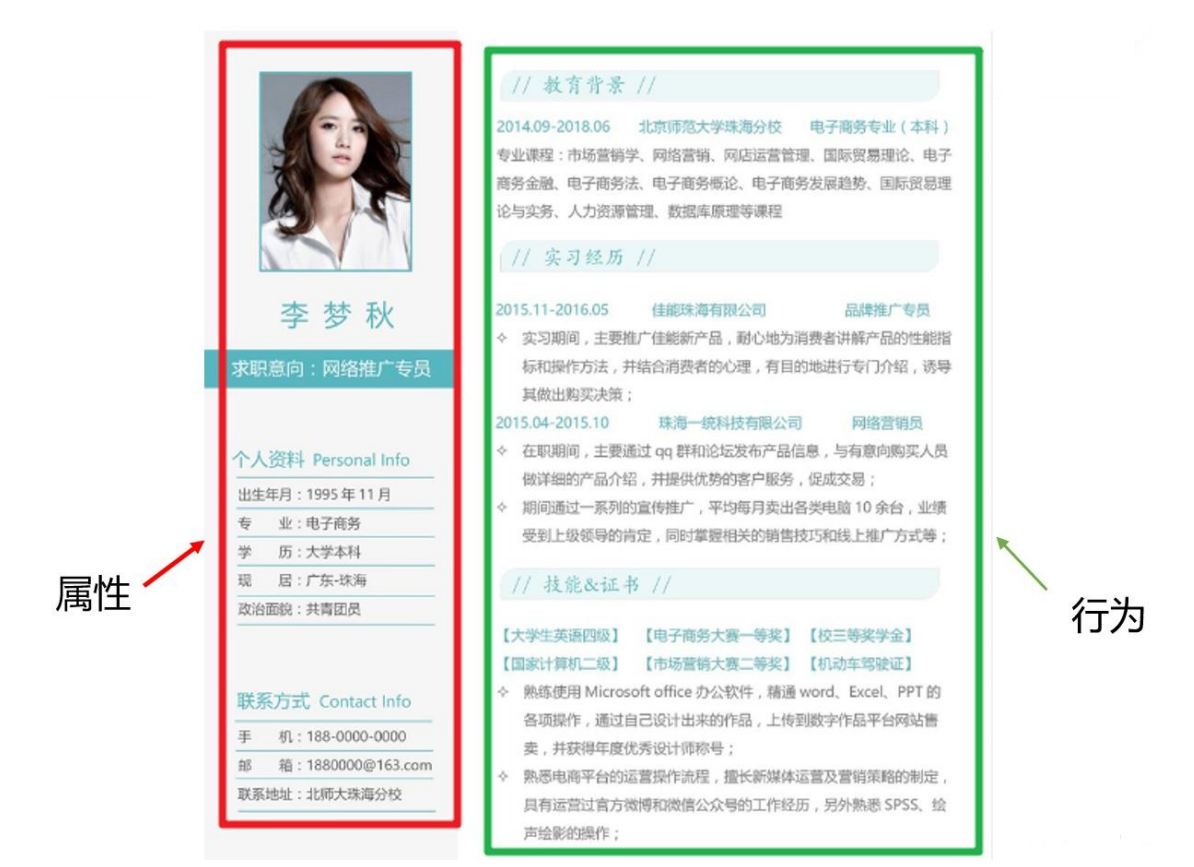 李梦秋
求职意向：网络推广专员
个人资料 Personal Info
出生年月：1995 年 11 月
专 业：电子商务
学 历：大学本科
现 居：广东-珠海
政治面貌：共青团员
联系方式 Contact Info
手 机：188-0000-0000
邮 箱：1880000@163.com
联系地址：北师大珠海分校
属性
// 教育背景 //
2014.09-2018.06 北京师范大学珠海分校 电子商务专业（本科）
专业课程：市场营销学、网络营销、网店运营管理、国际贸易理论、电子
商务金融、电子商务法、电子商务概论、电子商务发展趋势、国际贸易理
论与实务、人力资源管理、数据库原理等课程
// 实习经历 //
2015.11-2016.05 佳能珠海有限公司 品牌推广专员
✧ 实习期间，主要推广佳能新产品，耐心地为消费者讲解产品的性能指
标和操作方法，并结合消费者的心理，有目的地进行专门介绍，诱导
其做出购买决策；
2015.04-2015.10 珠海一统科技有限公司 网络营销员
✧ 在职期间，主要通过 qq 群和论坛发布产品信息，与有意向购买人员
做详细的产品介绍，并提供优势的客户服务，促成交易；
✧ 期间通过一系列的宣传推广，平均每月卖出各类电脑 10 余台，业绩
受到上级领导的肯定，同时掌握相关的销售技巧和线上推广方式等；
// 技能&证书 //
【大学生英语四级】 【电子商务大赛一等奖】 【校三等奖学金】
【国家计算机二级】 【市场营销大赛二等奖】 【机动车驾驶证】
✧ 熟练使用 Microsoft office 办公软件，精通 word、Excel、PPT 的
各项操作，通过自己设计出来的作品，上传到数字作品平台网站售
卖，并获得年度优秀设计师称号；
✧ 熟悉电商平台的运营操作流程，擅长新媒体运营及营销策略的制定，
具有运营过官方微博和微信公众号的工作经历，另外熟悉 SPSS、绘
声绘影的操作；
行为